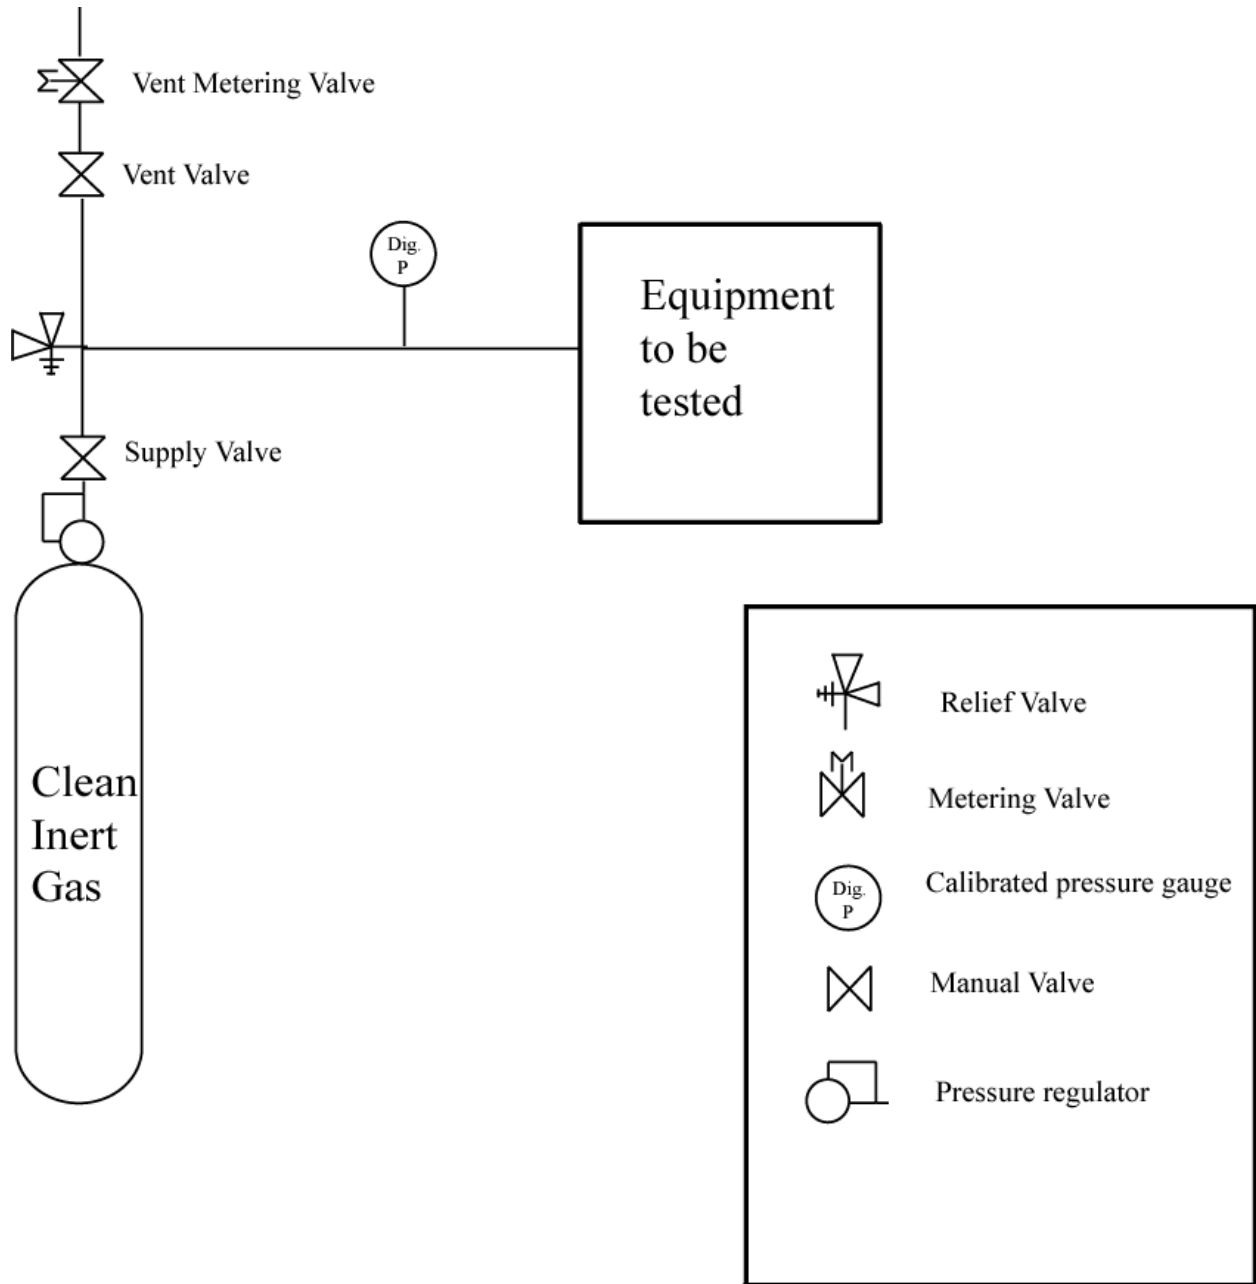 Vent Metering Valve
Vent Valve
Dig.
P
Equipment
to be
tested
Supply Valve
Clean
Inert
Gas
Relief Valve
Metering Valve
Dig.
P
Calibrated pressure gauge
Manual Valve
Pressure regulator